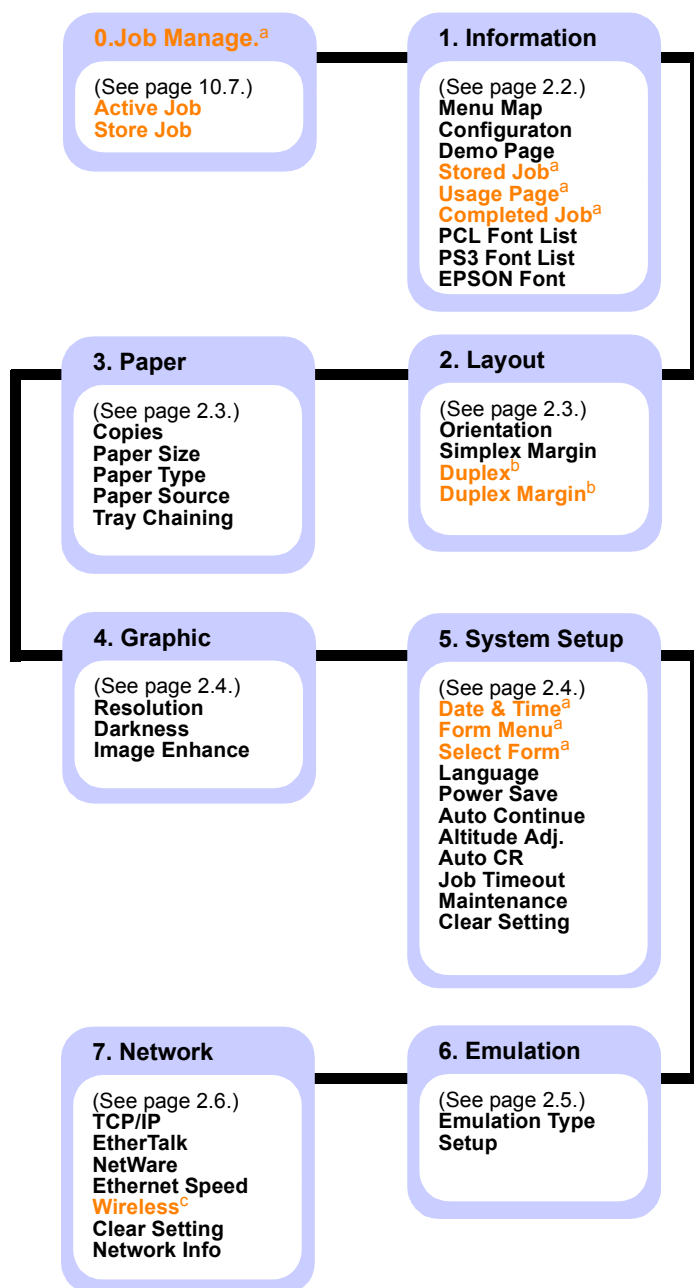 0.Job Manage.a
(See page 10.7.)
Active Job
Store Job
1. Information
(See page 2.2.)
Menu Map
Configuraton
Demo Page
Stored Joba
Usage Pagea
Completed Joba
PCL Font List
PS3 Font List
EPSON Font
2. Layout
(See page 2.3.)
Orientation
Simplex Margin
Duplexb
Duplex Marginb
3. Paper
(See page 2.3.)
Copies
Paper Size
Paper Type
Paper Source
Tray Chaining
4. Graphic
(See page 2.4.)
Resolution
Darkness
Image Enhance
5. System Setup
(See page 2.4.)
Date & Timea
Form Menua
Select Forma
Language
Power Save
Auto Continue
Altitude Adj.
Auto CR
Job Timeout
Maintenance
Clear Setting
6. Emulation
(See page 2.5.)
Emulation Type
Setup
7. Network
(See page 2.6.)
TCP/IP
EtherTalk
NetWare
Ethernet Speed
Wirelessc
Clear Setting
Network Info